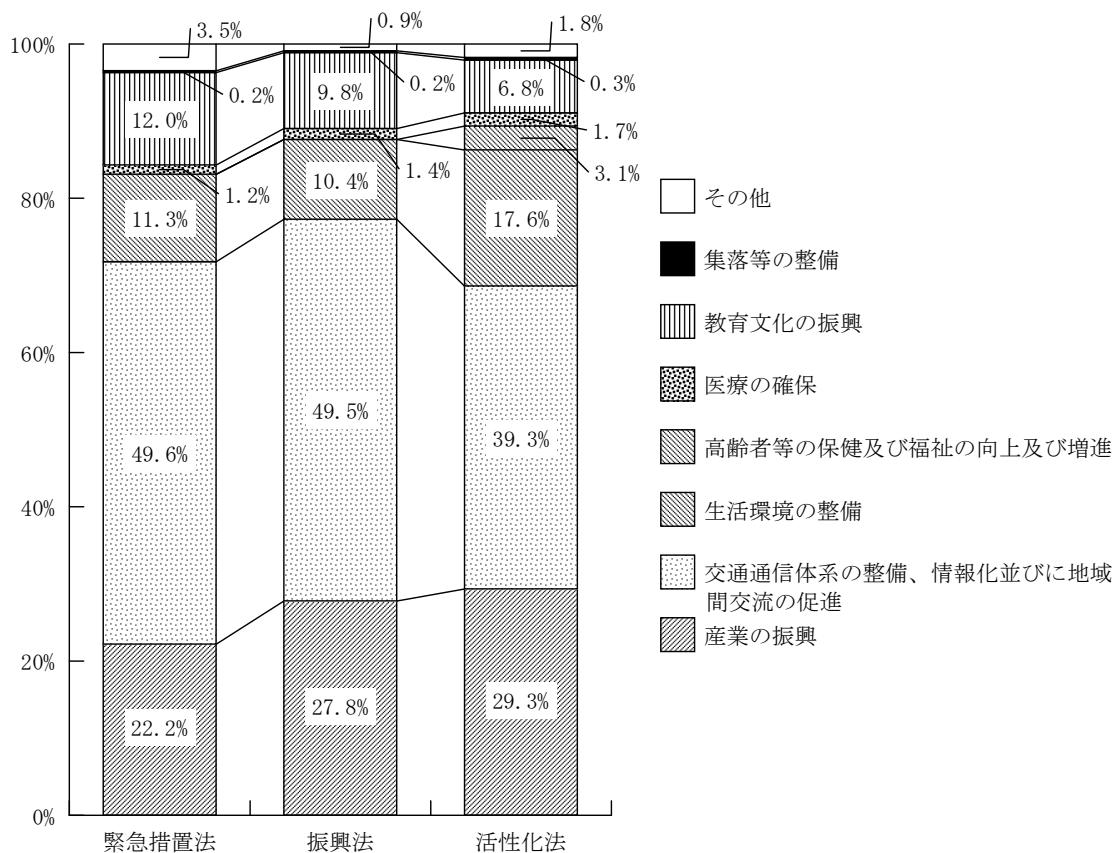 3.5%
0.9%
1.8%
100%
0.2%
0.2%
0.3%
12.0%
9.8%
6.8%
1.7%
1.2%
1.4%
3.1%
80%
11.3%
10.4%
17.6%
その他
集落等の整備
教育文化の振興
医療の確保
高齢者等の保健及び福祉の向上及び増進
生活環境の整備
交通通信体系の整備、情報化並びに地域
間交流の促進
産業の振興
60%
49.6%
49.5%
39.3%
40%
20%
22.2%
27.8%
29.3%
0%
緊急措置法
振興法
活性化法